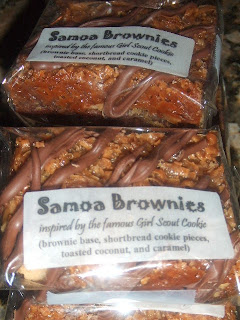 Samoa Brownies
inspired by the famous Girl Scout Cookie
(brownie base, shortbread cookie pieces,
toasted coconut, and caramel)
Samoa Brownies
inspired by the famous Girl Scout Cookie
(brownie base, shortbread cookie pieces,
toasted coconut, and caramel)